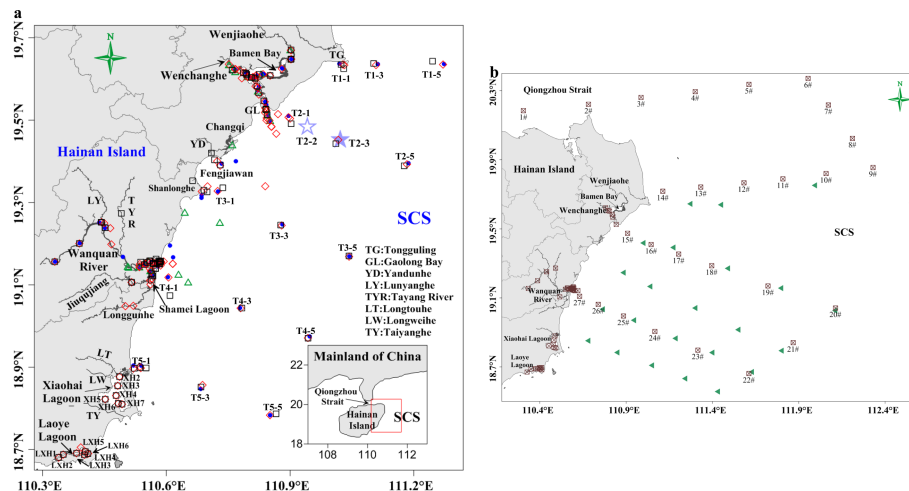 a
19.7°N
19.5°N
19.3°N
19.1°N
18.9°N
18.7°N
110.3°E
110.6°E
110.9°E
111.2°E
Wenjiaohe
Bamen Bay
TG
Wenchanghe
T1-1
T1-3
T1-5
GL
T2-1
T2-2
T2-3
T2-5
Changqi
YD
Hainan Island
Fengjiawan
Shanlonghe
T3-1
T3-3
T3-5
SCS
LY
T
Y
R
Wanquan
River
T4-1
T4-3
T4-5
Shamei Lagoon
Jiuqujiang
Longgunhe
TG:Tongguling
GL:Gaolong Bay
YD:Yandunhe
LY:Lunyanghe
TYR:Tayang River
LT:Longtouhe
LW:Longweihe
TY:Taiyanghe
LT
T5-1
T5-3
T5-5
LW
XH2
XH3
XH4
XH5
XH6
XH7
Xiaohai
Lagoon
TY
Laoye
Lagoon
LXH5
LXH6
LXH1
LXH4
LXH2
LXH3
Mainland of China
Qiongzhou
Strait
Hainan
Island
SCS
22
20
18
106
108
110
112
b
20.3°N
19.9°N
19.5°N
19.1°N
18.7°N
110.4°E
110.9°E
111.4°E
111.9°E
112.4°E
Qiongzhou Strait
1#
2#
3#
4#
5#
6#
7#
8#
9#
10#
11#
12#
13#
14#
15#
16#
17#
18#
19#
20#
21#
22#
23#
24#
25#
26#
27#
Hainan Island
Wenjiaohe
Bamen Bay
Wenchanghe
SCS
Wanquan
River
Xiaohai Lagoon
Laoye
Lagoon